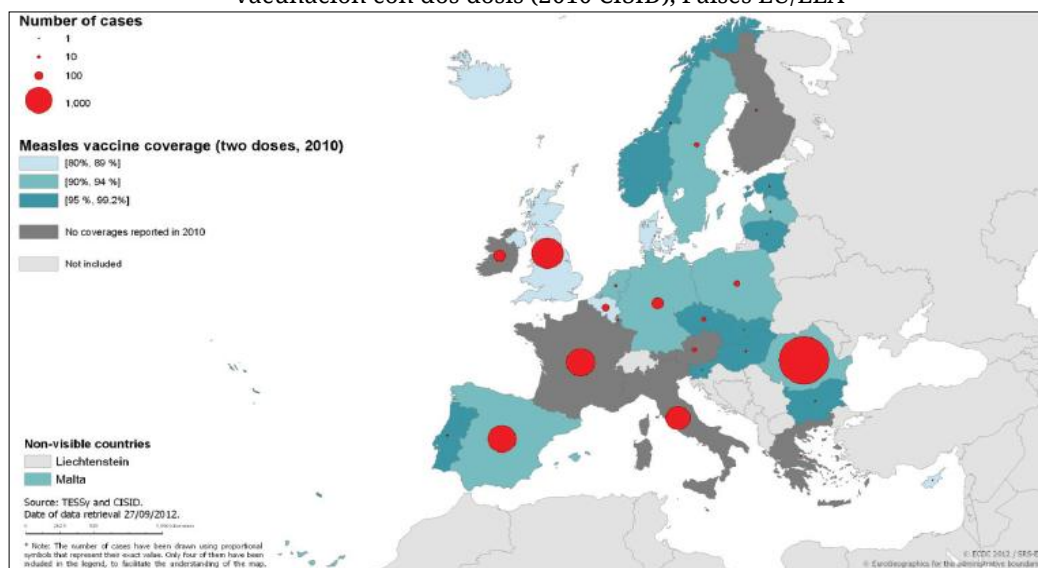 vacunación con dos dosis (2010 CISID), Países EU/EEA
Number of cases
1
10
100
1,000
Measles vaccine coverage (two doses, 2010)
[80%, 89 %]
[90%, 94 %]
[95 %, 99.2%]
No coverages reported in 2010
Not included
Non-visible countries
Liechtenstein
Malta
Source: TESSy and CISID.
Date of data retrieval 27/09/2012.
* Note: The number of cases have been drawn using proportional
symbols that represent their exact value. Only four of them have been
included in the legend, to facilitate the understanding of the map.
© ECDC 2012 /
© EuroGeographics for the administrative